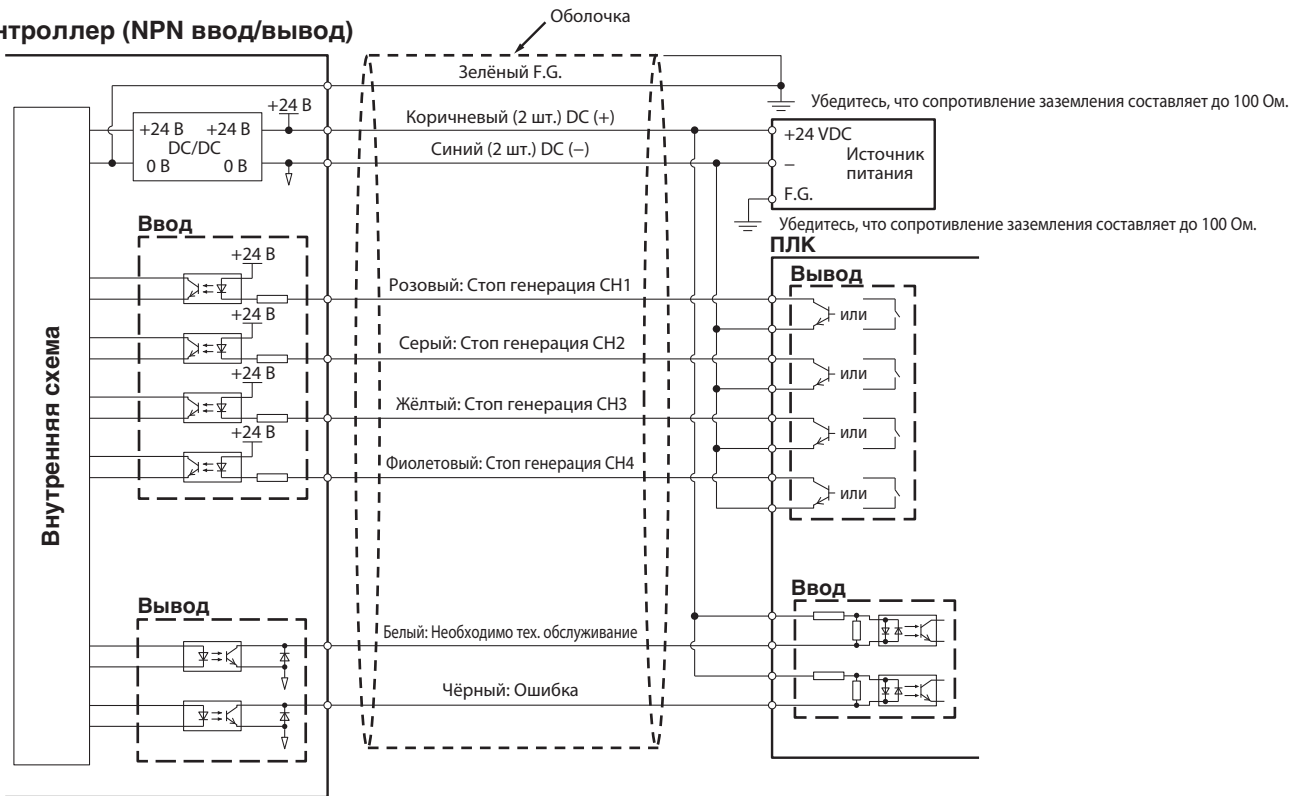 Оболочка
нтроллер (NPN ввод/вывод)
Зелёный F.G.
Убедитесь, что сопротивление заземления составляет до 100 Ом.
+24 В
Коричневый (2 шт.) DC (+)
+24 В +24 В
DC/DC
0 В 0 В
Синий (2 шт.) DC (−)
+24 VDC
Источник
питания
−
F.G.
Убедитесь, что сопротивление заземления составляет до 100 Ом.
Ввод
ПЛК
+24 В
Вывод
Розовый: Стоп генерация CH1
или
+24 В
Серый: Стоп генерация CH2
или
+24 В
Жёлтый: Стоп генерация CH3
или
+24 В
Фиолетовый: Стоп генерация CH4
или
Внутренняя схема
Ввод
Вывод
Белый: Необходимо тех. обслуживание
Чёрный: Ошибка